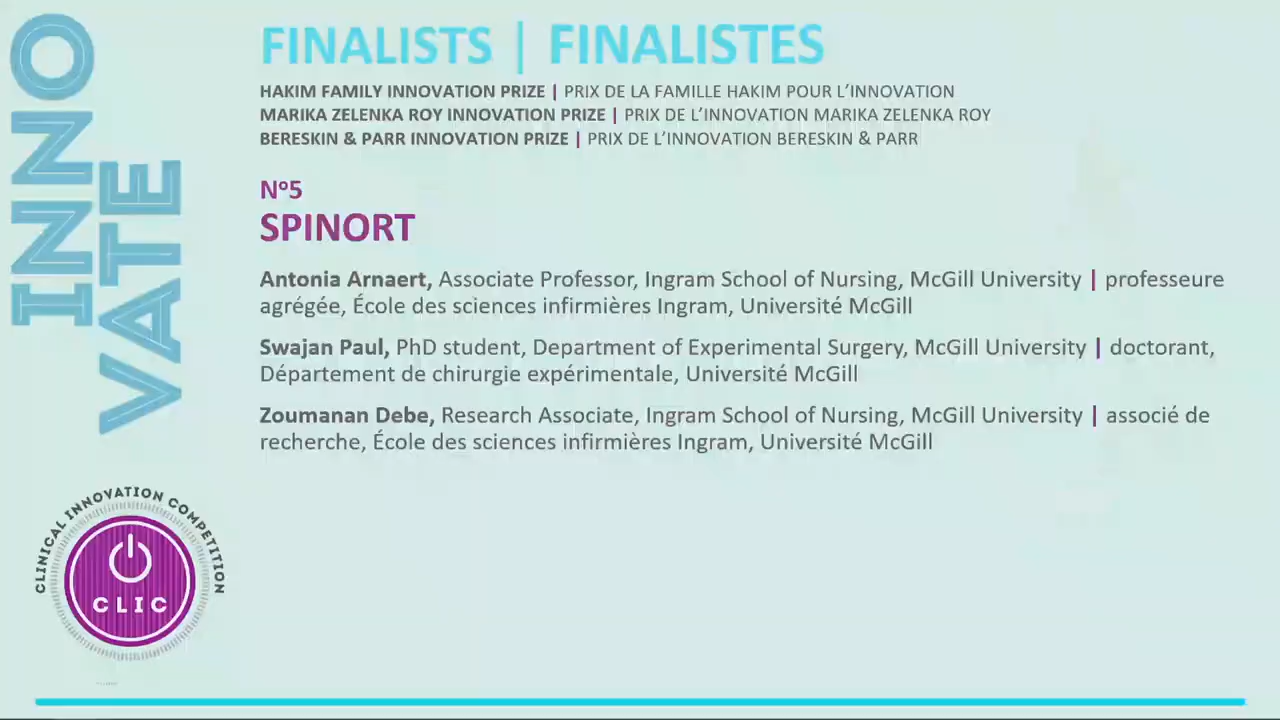 INNO
VATE
FINALISTS | FINALISTES
HAKIM FAMILY INNOVATION PRIZE | PRIX DE LA FAMILLE HAKIM POUR L'INNOVATION
MARIKA ZELENKA ROY INNOVATION PRIZE | PRIX DE L'INNOVATION MARIKA ZELENKA ROY
BERESKIN & PARR INNOVATION PRIZE | PRIX DE L'INNOVATION BERESKIN & PARR
Nº5
SPINORT
Antonia Arnaert, Associate Professor, Ingram School of Nursing, McGill University | professeure
agrégée, École des sciences infirmières Ingram, Université McGill
Swajan Paul, PhD student, Department of Experimental Surgery, McGill University | doctorant,
Département de chirurgie expérimentale, Université McGill
Zoumanan Debe, Research Associate, Ingram School of Nursing, McGill University | associé de
recherche, École des sciences infirmières Ingram, Université McGill
CLINICAL INNOVATION COMPETITION
CLIC